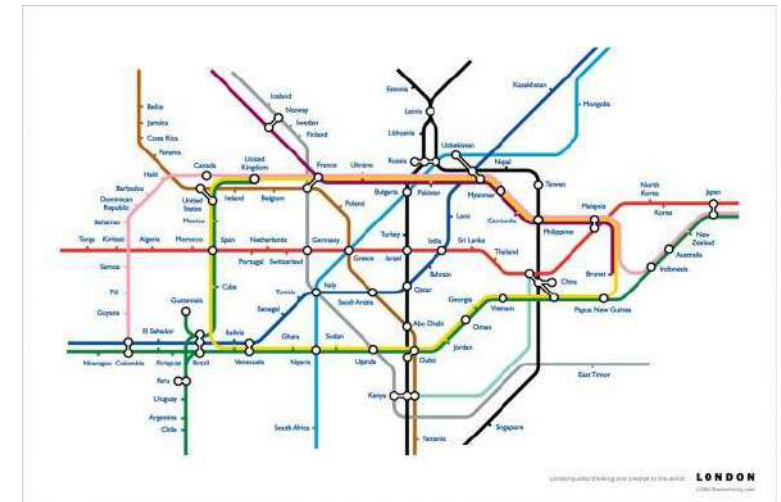 Belize
Jamaica
Costa Rica
Panama
Haiti
Barbados
Dominican
Republic
Bahamas
Samoa
Fiji
Guyana
Canada
United
Kingdom
United
States
Mexico
Ireland
Belgium
Iceland
Norway
Sweden
Finland
France
Ukraine
Estonia
Latvia
Lithuania
Russia
Uzbekistan
Kazakhstan
Mongolia
Nepal
Taiwan
Bulgaria
Pakistan
Myanmar
Cambodia
Malaysia
Philippines
North
Korea
Korea
Japan
New
Zealand
Australia
Indonesia
Brunei
Papua New Guinea
Poland
Turkey
Laos
Tonga
Kiribati
Algeria
Morocco
Spain
Netherlands
Portugal
Switzerland
Germany
Greece
Israel
India
Sri Lanka
Thailand
China
Bahrain
Qatar
Cuba
Guatemala
Senegal
Tunisia
Italy
Saudi Arabia
Georgia
Vietnam
Oman
Abu Dhabi
Jordan
Dubai
El Salvador
Bolivia
Ghana
Sudan
Nicaragua
Colombia
Paraguay
Brazil
Venezuela
Nigeria
Uganda
Peru
Uruguay
Argentina
Chile
South Africa
Kenya
Tanzania
Singapore
East Timor
LONDON